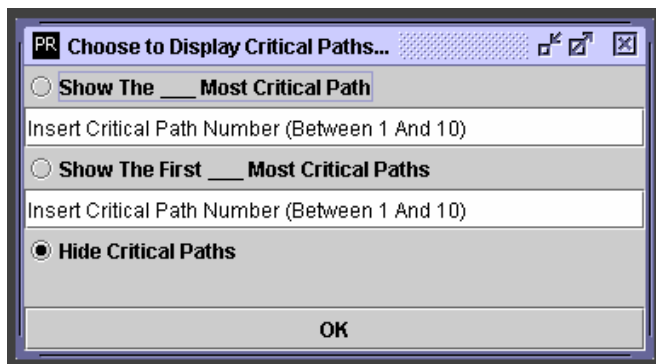 PR Choose to Display Critical Paths...
Show The ___ Most Critical Path
Insert Critical Path Number (Between 1 And 10)
Show The First ___ Most Critical Paths
Insert Critical Path Number (Between 1 And 10)
Hide Critical Paths
OK